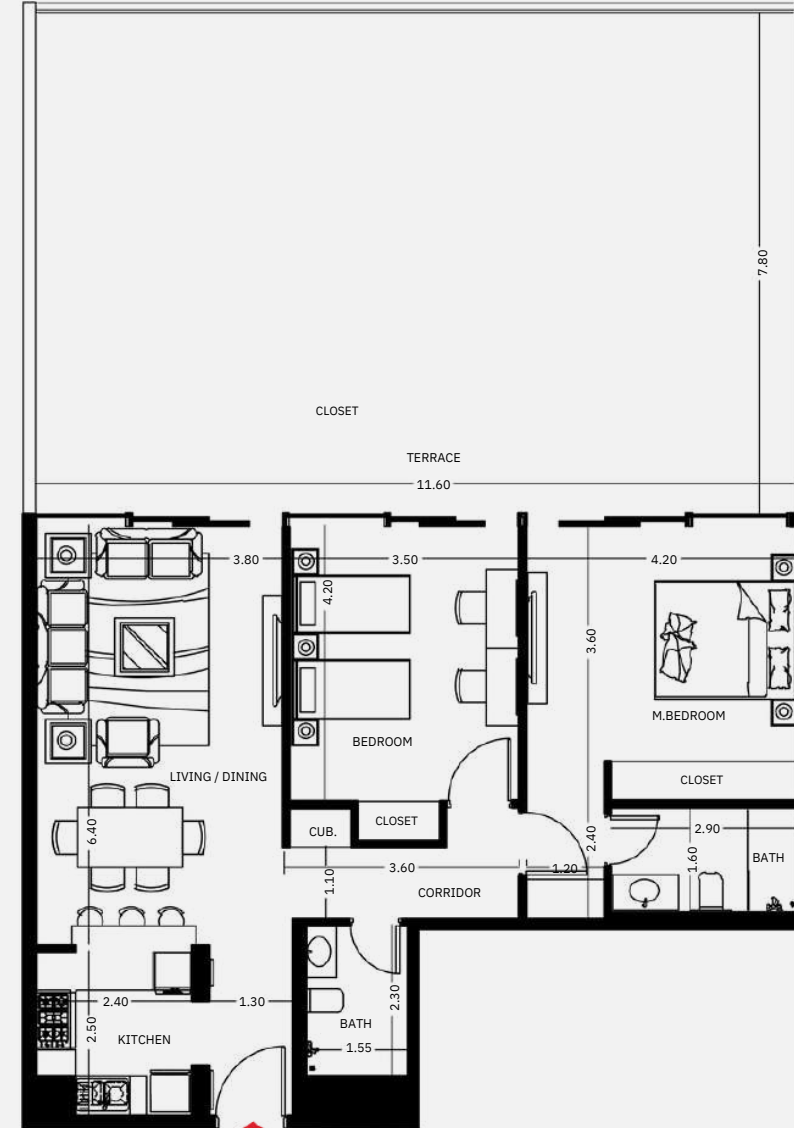 7.80
CLOSET
TERRACE
11.60
3.80
3.50
4.20
4.20
3.60
M.BEDROOM
BEDROOM
LIVING / DINING
CLOSET
CLOSET
CUB.
6.40
2.40
2.90
1.60
BATH
3.60
1.20
1.10
CORRIDOR
2.40
1.30
2.30
2.50
KITCHEN
BATH
1.55